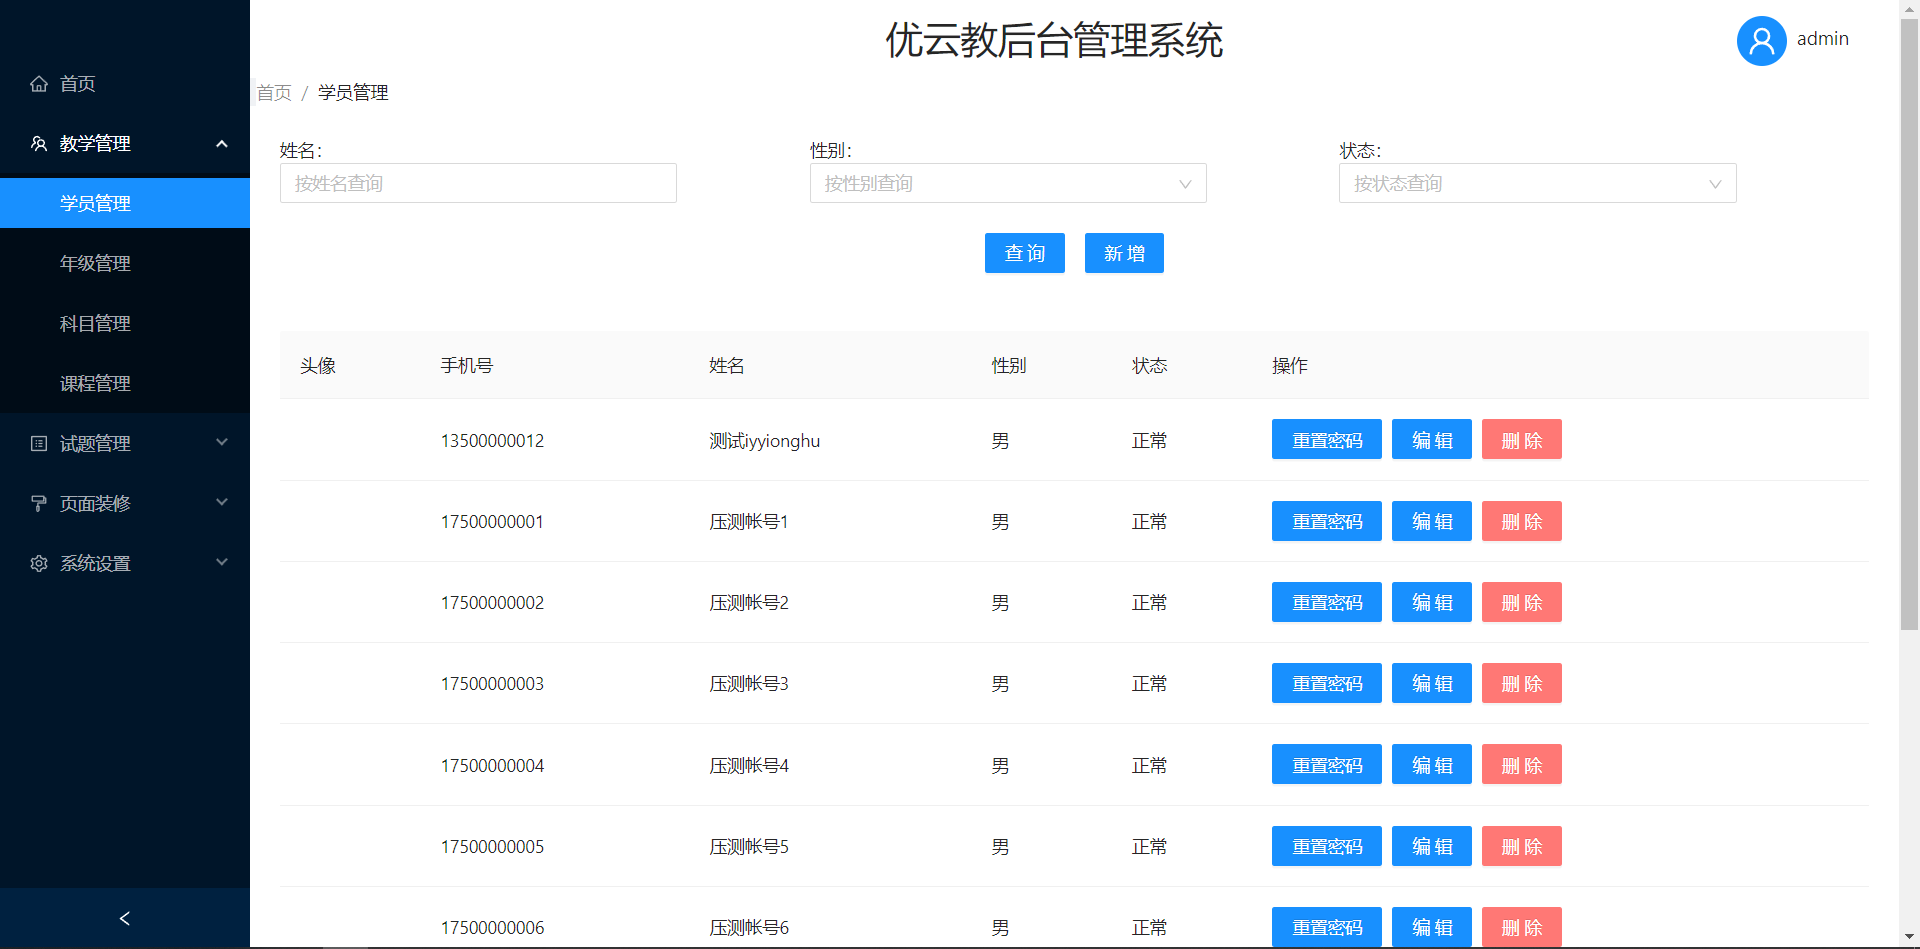 优云教后台管理系统
admin
首页
教学管理
学员管理
年级管理
科目管理
课程管理
试题管理
页面装修
系统设置
首页 / 学员管理
姓名： 性别： 状态：
按姓名查询 按性别查询 按状态查询
查询 新增
头像 手机号 姓名 性别 状态 操作
13500000012 测试iyyionghu 男 正常 重置密码 编辑 删除
17500000001 压测帐号1 男 正常 重置密码 编辑 删除
17500000002 压测帐号2 男 正常 重置密码 编辑 删除
17500000003 压测帐号3 男 正常 重置密码 编辑 删除
17500000004 压测帐号4 男 正常 重置密码 编辑 删除
17500000005 压测帐号5 男 正常 重置密码 编辑 删除
17500000006 压测帐号6 男 正常 重置密码 编辑 删除